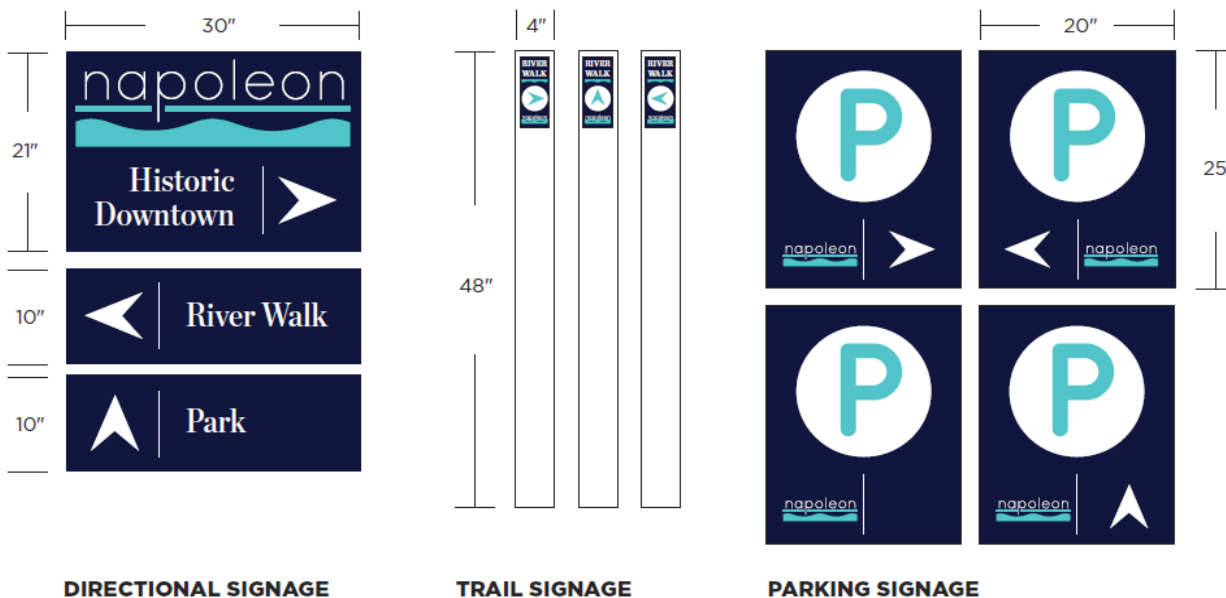 30"
4"
20"
21"
napoleon
Historic
Downtown
10"
River Walk
10"
Park
48"
RIVER
WALK
napoleon
RIVER
WALK
napoleon
RIVER
WALK
napoleon
25
P
napoleon
P
napoleon
P
napoleon
P
napoleon
DIRECTIONAL SIGNAGE
TRAIL SIGNAGE
PARKING SIGNAGE